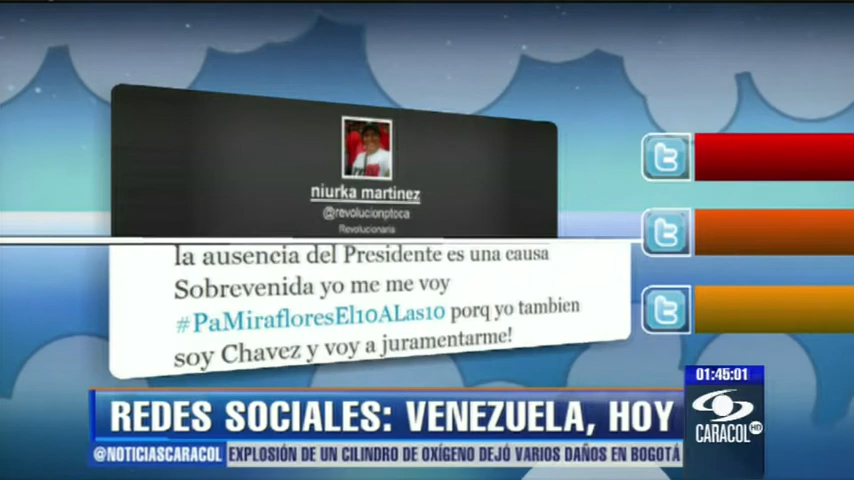 niurka martinez
@revolucionptoca
Revolucionaris
la ausencia del Presidente es una causa
Sobrevenida yo me me voy
#PaMirafloresEl10ALas10 porq yo tambien
soy Chavez y voy a juramentarme!
01:45:01
REDES SOCIALES: VENEZUELA, HOY
CARACOL HD
@NOTICIASCARACOL EXPLOSIÓN DE UN CILINDRO DE OXÍGENO DEJÓ VARIOS DAÑOS EN BOGOTÁ